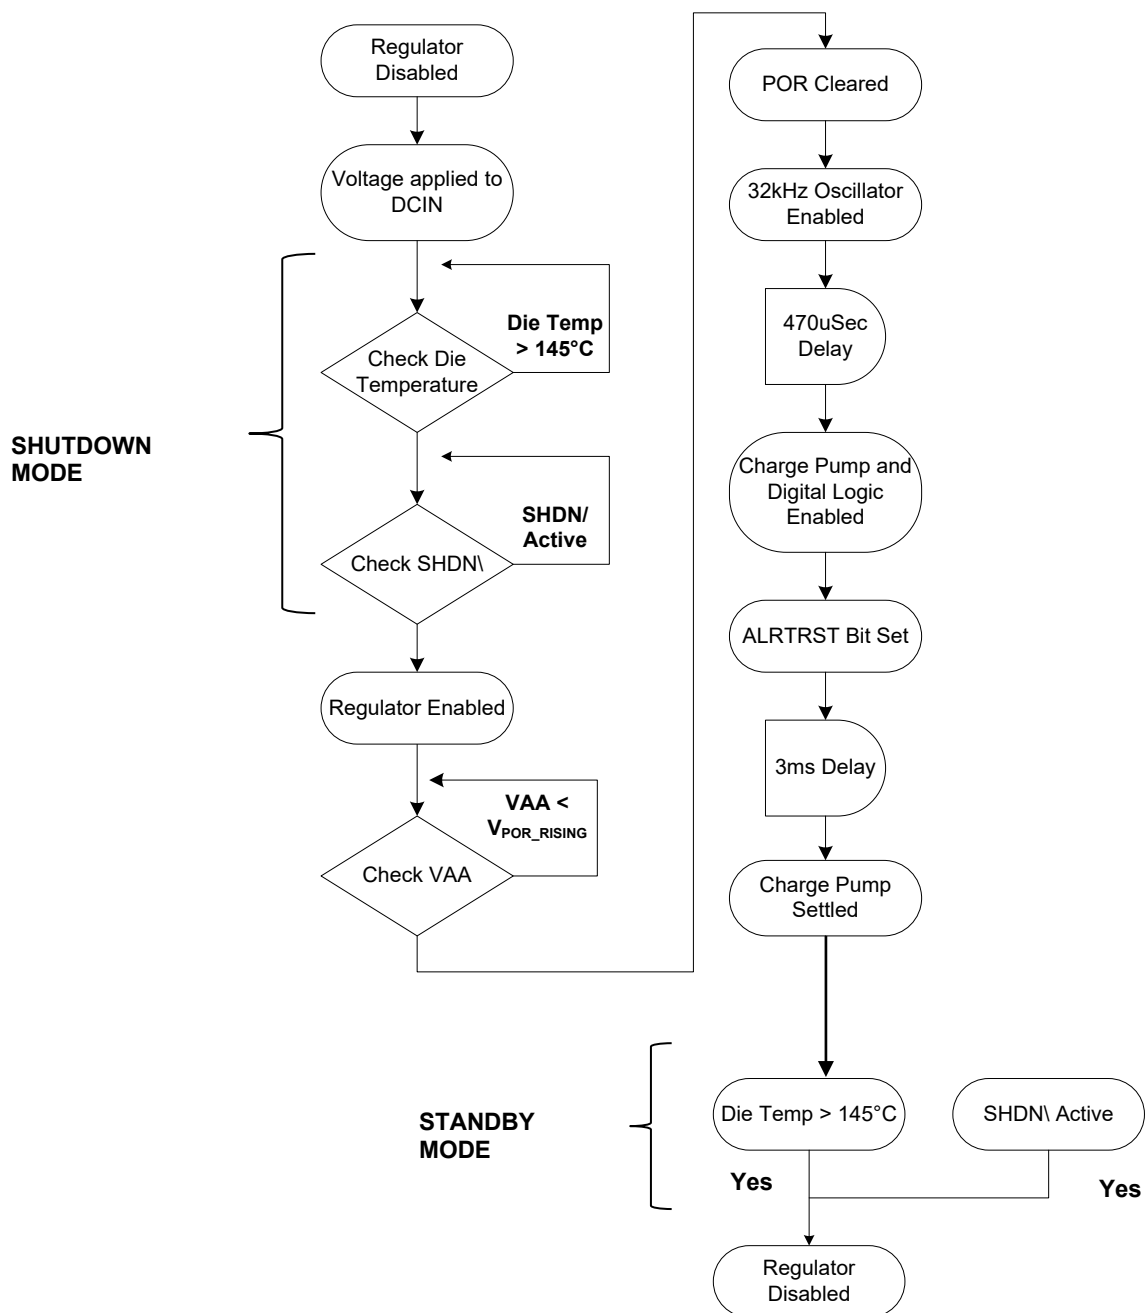 Regulator
Disabled
Voltage applied to
DCIN
Die Temp
> 145°C
Check Die
Temperature
SHUTDOWN
MODE
SHDN/
Active
Check SHDN\
Regulator Enabled
VAA <
VPOR_RISING
Check VAA
POR Cleared
32kHz Oscillator
Enabled
470uSec
Delay
Charge Pump and
Digital Logic
Enabled
ALRTRST Bit Set
3ms Delay
Charge Pump
Settled
STANDBY
MODE
Die Temp > 145°C
SHDN\ Active
Yes
Yes
Regulator
Disabled